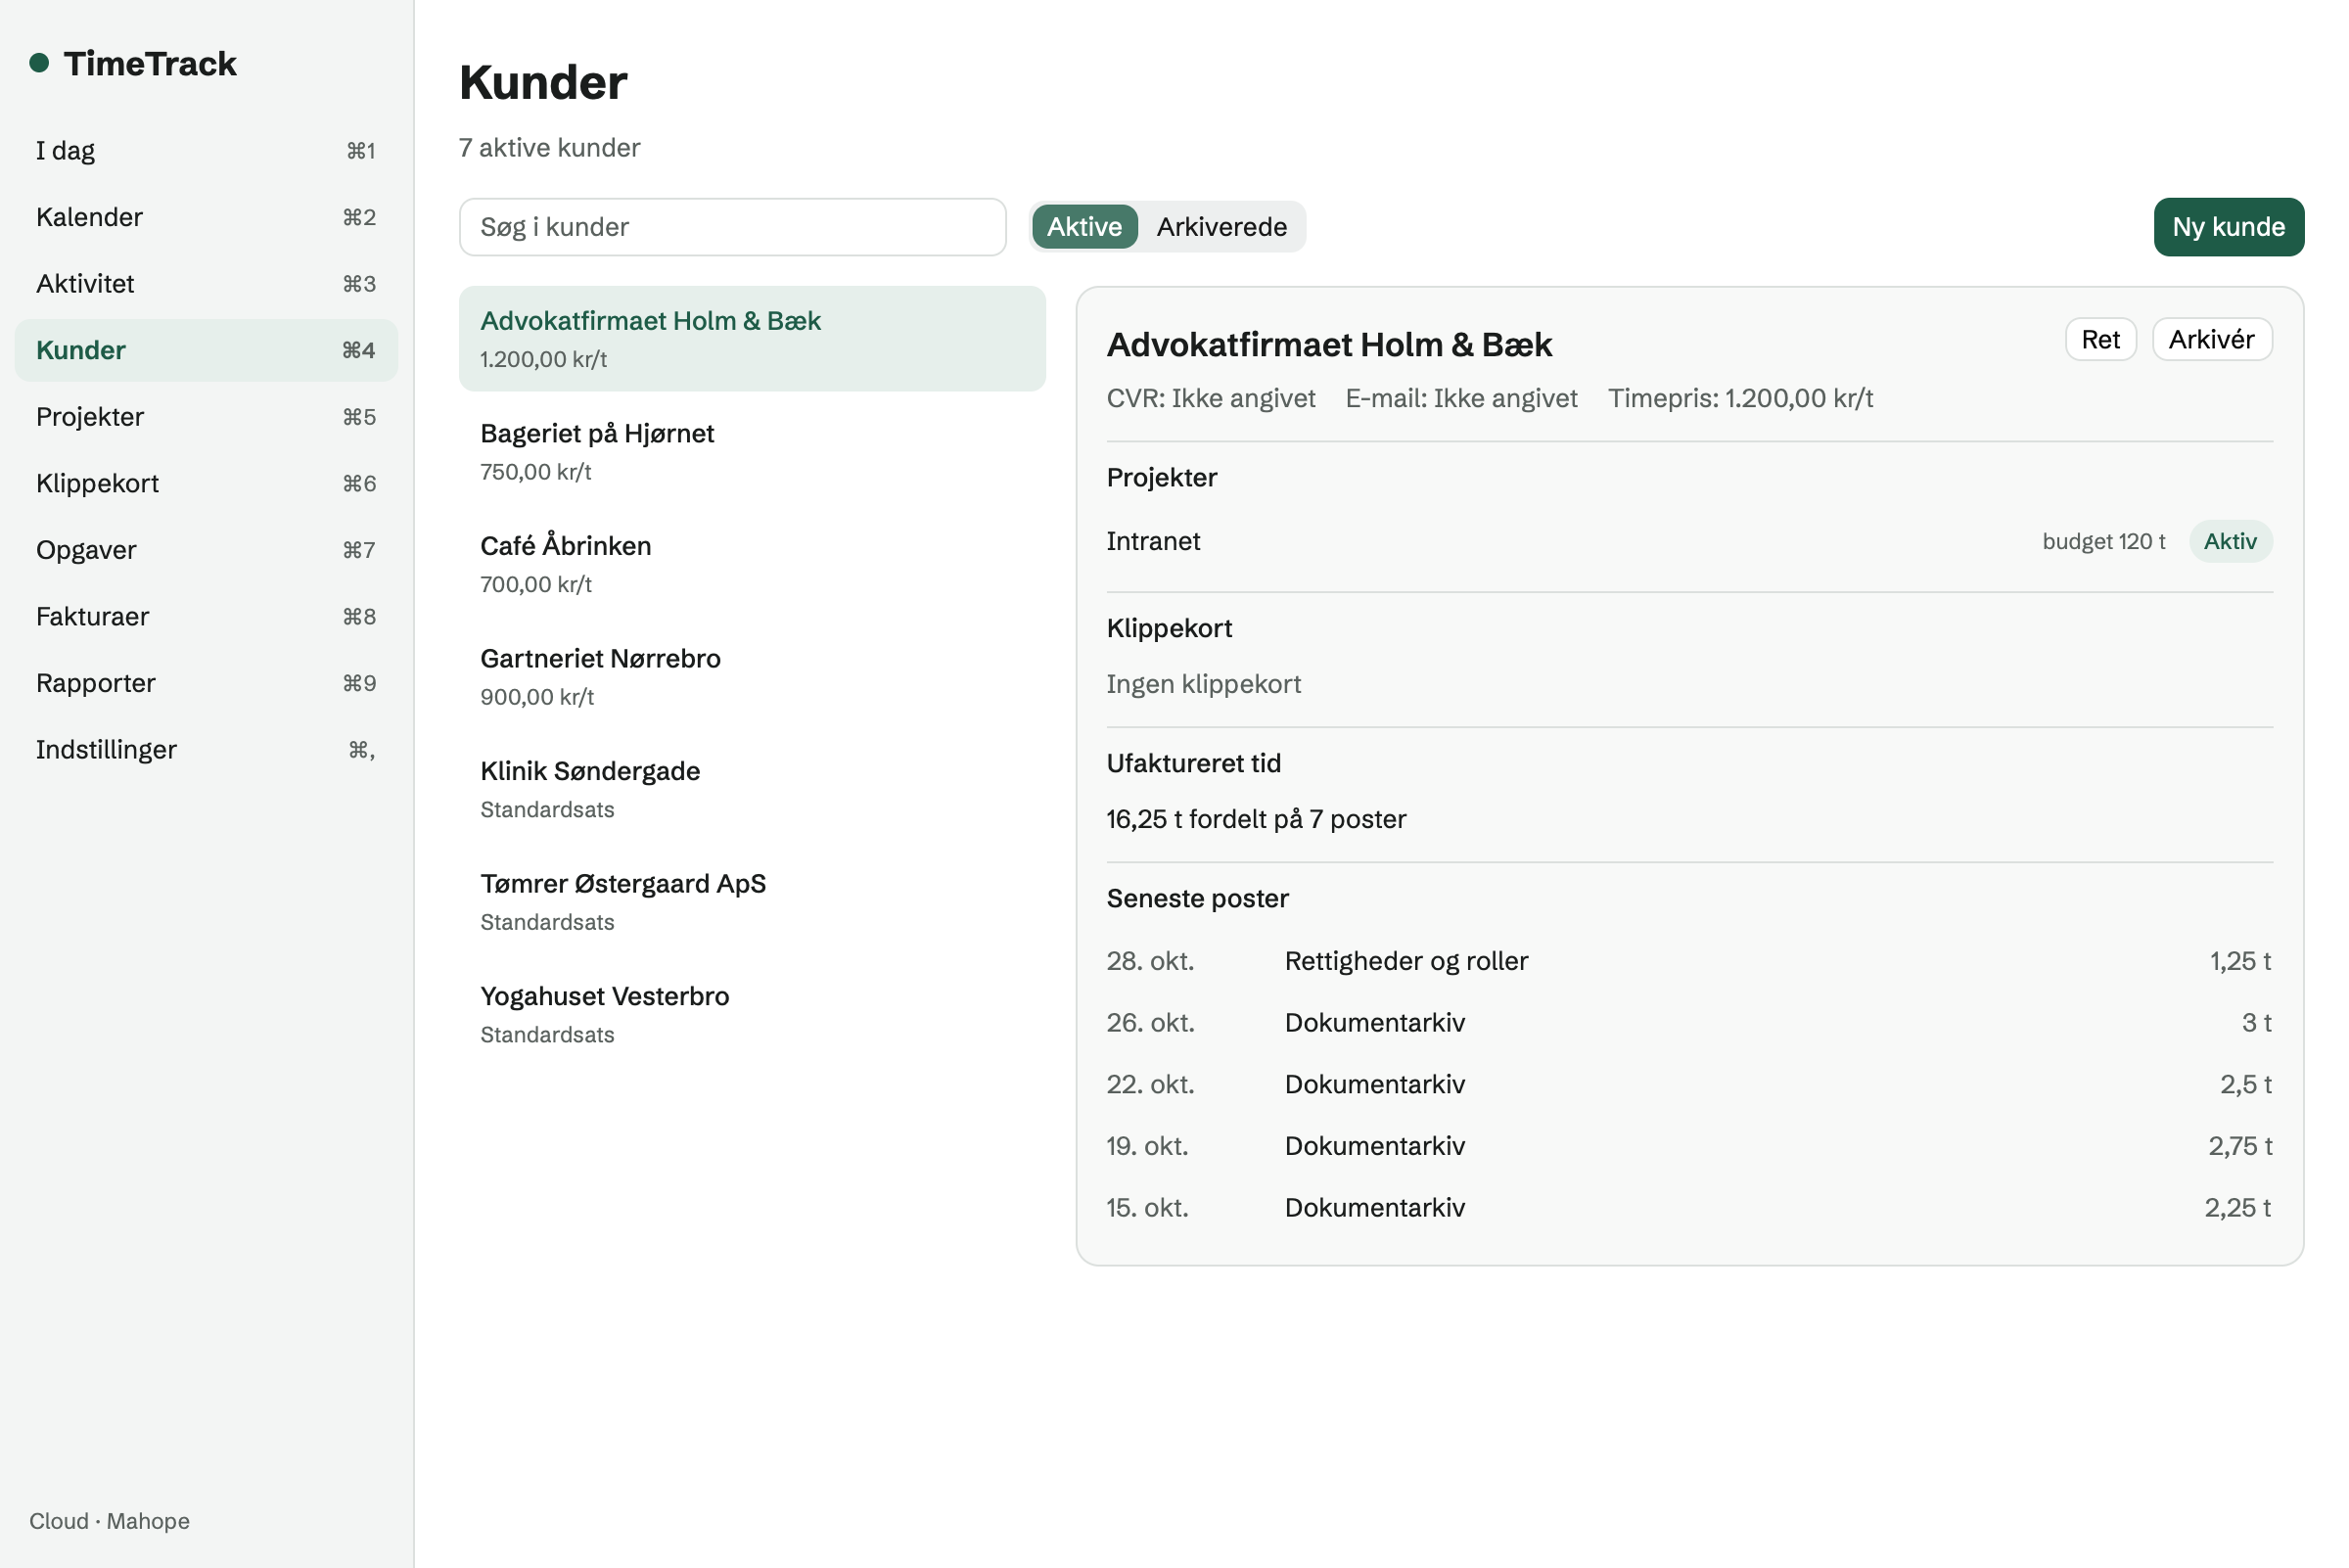 TimeTrack
I dag ⌘1
Kalender ⌘2
Aktivitet ⌘3
Kunder ⌘4
Projekter ⌘5
Klippekort ⌘6
Opgaver ⌘7
Fakturaer ⌘8
Rapporter ⌘9
Indstillinger ⌘,
Cloud · Mahope
Kunder
7 aktive kunder
Søg i kunder
Aktive Arkiverede
Ny kunde
Advokatfirmaet Holm & Bæk
1.200,00 kr/t
Bageriet på Hjørnet
750,00 kr/t
Café Åbrinken
700,00 kr/t
Gartneriet Nørrebro
900,00 kr/t
Klinik Søndergade
Standardsats
Tømrer Østergaard ApS
Standardsats
Yogahuset Vesterbro
Standardsats
Advokatfirmaet Holm & Bæk
Ret Arkivér
CVR: Ikke angivet E-mail: Ikke angivet Timepris: 1.200,00 kr/t
Projekter
Intranet budget 120 t Aktiv
Klippekort
Ingen klippekort
Ufaktureret tid
16,25 t fordelt på 7 poster
Seneste poster
28. okt. Rettigheder og roller 1,25 t
26. okt. Dokumentarkiv 3 t
22. okt. Dokumentarkiv 2,5 t
19. okt. Dokumentarkiv 2,75 t
15. okt. Dokumentarkiv 2,25 t